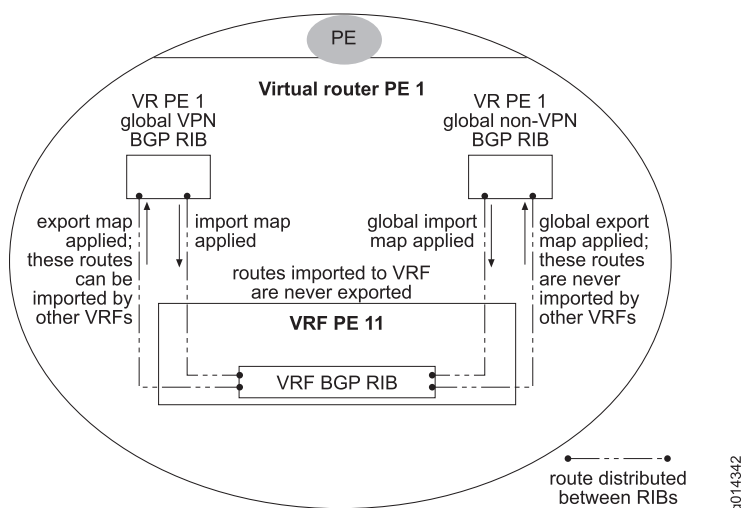 PE
Virtual router PE 1
VR PE 1
global VPN
BGP RIB
VR PE 1
global non-VPN
BGP RIB
export map
applied;
these routes
can be
imported by
other VRFs
import map
applied
global import
map applied
global export
map applied;
these routes
are never
imported by
other VRFs
routes imported to VRF
are never exported
VRF PE 11
VRF BGP RIB
route distributed
between RIBs
g014342